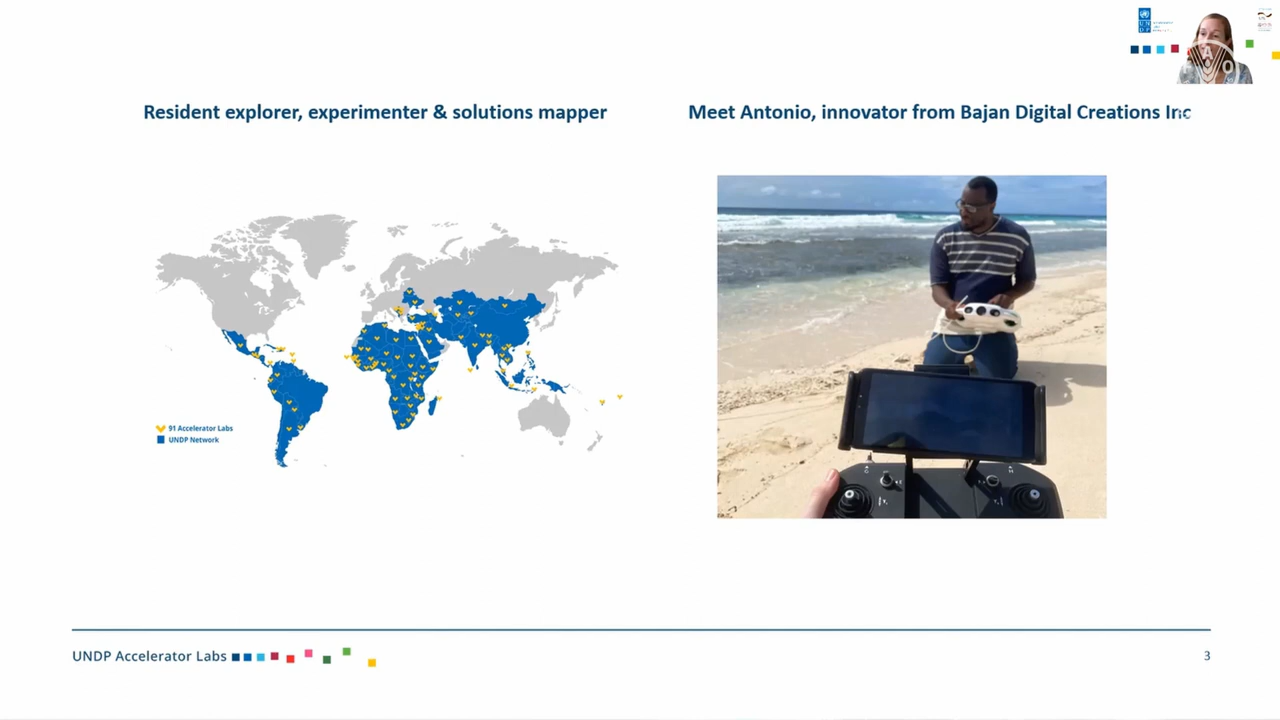 Resident explorer, experimenter & solutions mapper
Meet Antonio, innovator from Bajan Digital Creations Inc
91 Accelerator Labs
UNDP Network
UNDP Accelerator Labs
3